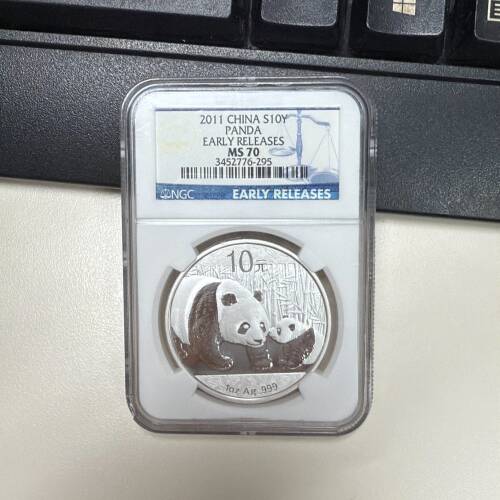 2011 CHINA S10Y
PANDA
EARLY RELEASES
MS 70
3452776-295
NGC
EARLY RELEASES
10元
1oz Ag .999